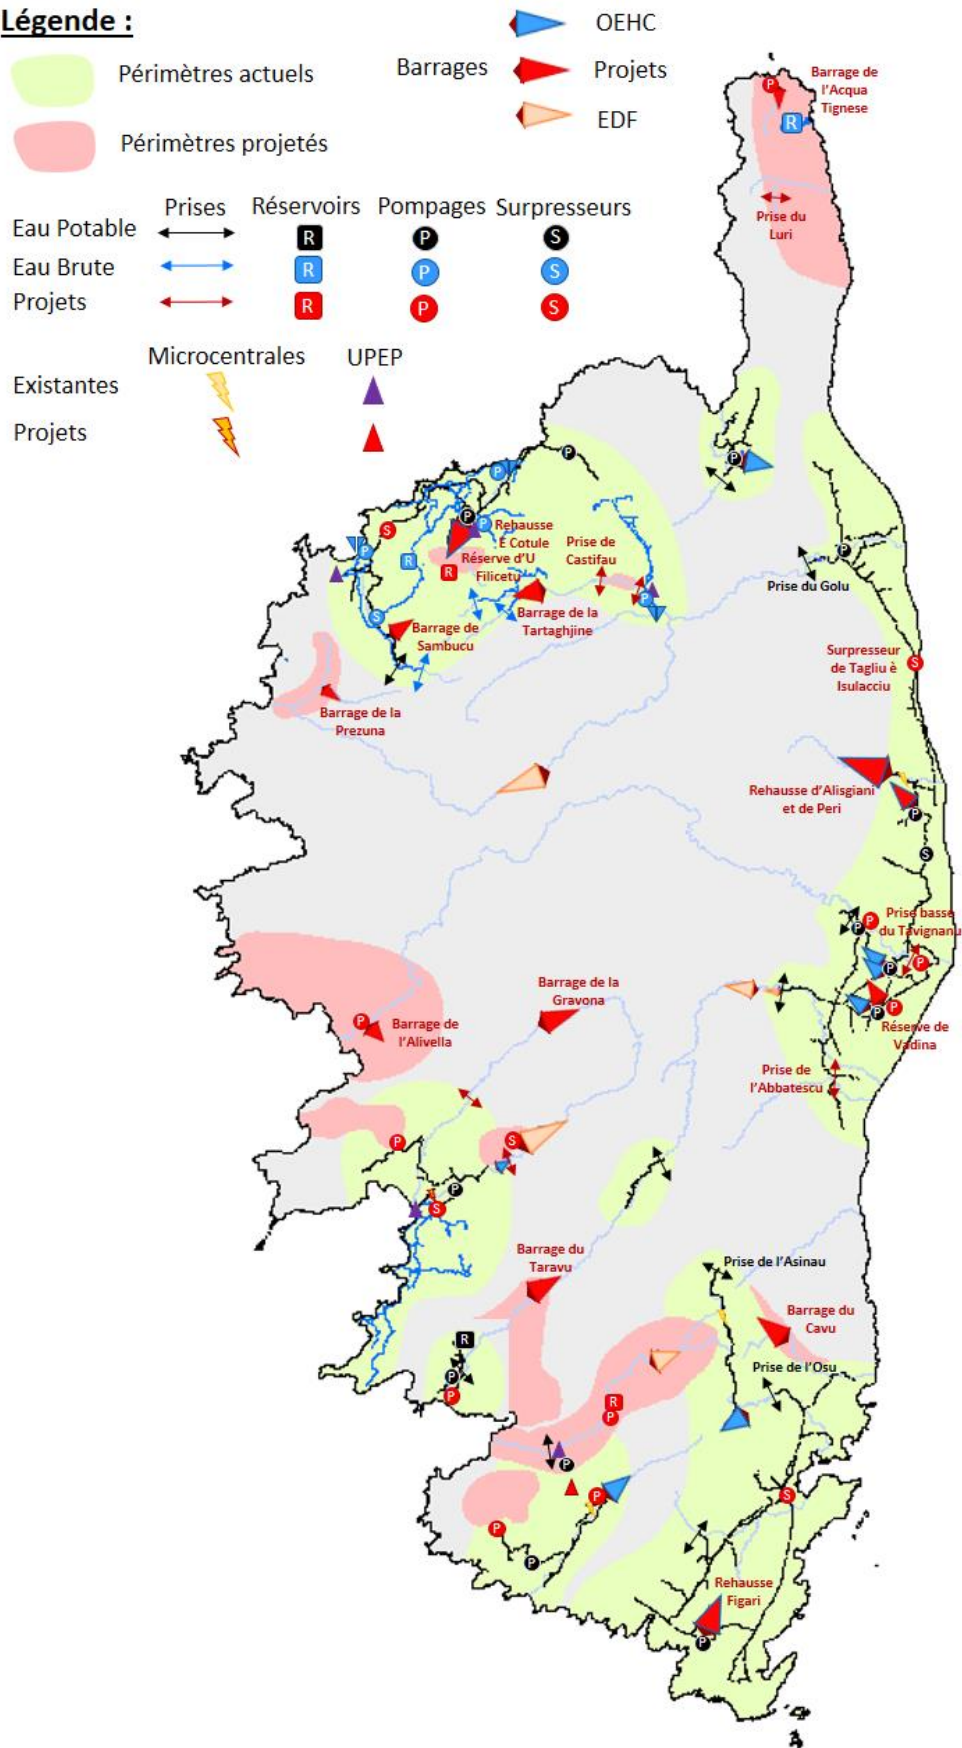 Légende :
Périmètres actuels
Périmètres projetés
OEHC
Barrages
Projets
EDF
Prises Réservoirs Pompages Surpresseurs
Eau Potable
R
P
S
Eau Brute
R
P
S
Projets
R
P
S
Microcentrales UPEP
Existantes
Projets
P
Barrage de
l'Acqua
Tignese
R
Prise du
Luri
P
P
P
P
S
P
P
Rehausse
E Cotule
Réserve d'U
Filicetu
R
R
Prise de
Castifau
P
Prise du Golu
P
S
Barrage de
Sambucu
Barrage de la
Tartaghjine
P
Surpresseur
de Tagliu è
Isulacciu
S
Barrage de la
Prezuna
Rehausse d'Alisgiani
et de Peri
P
S
P
P
Prise basse
du Tavignanu
P
P
P
P
Réserve de
Vadina
Barrage de la
Gravona
P
Barrage de
l'Alivella
Prise de
l'Abbatescu
P
S
P
S
Barrage du
Taravu
Prise de l'Asinau
Barrage du
Cavu
R
P
P
Prise de l'Osu
R
P
P
P
S
P
P
Rehausse
Figari
P